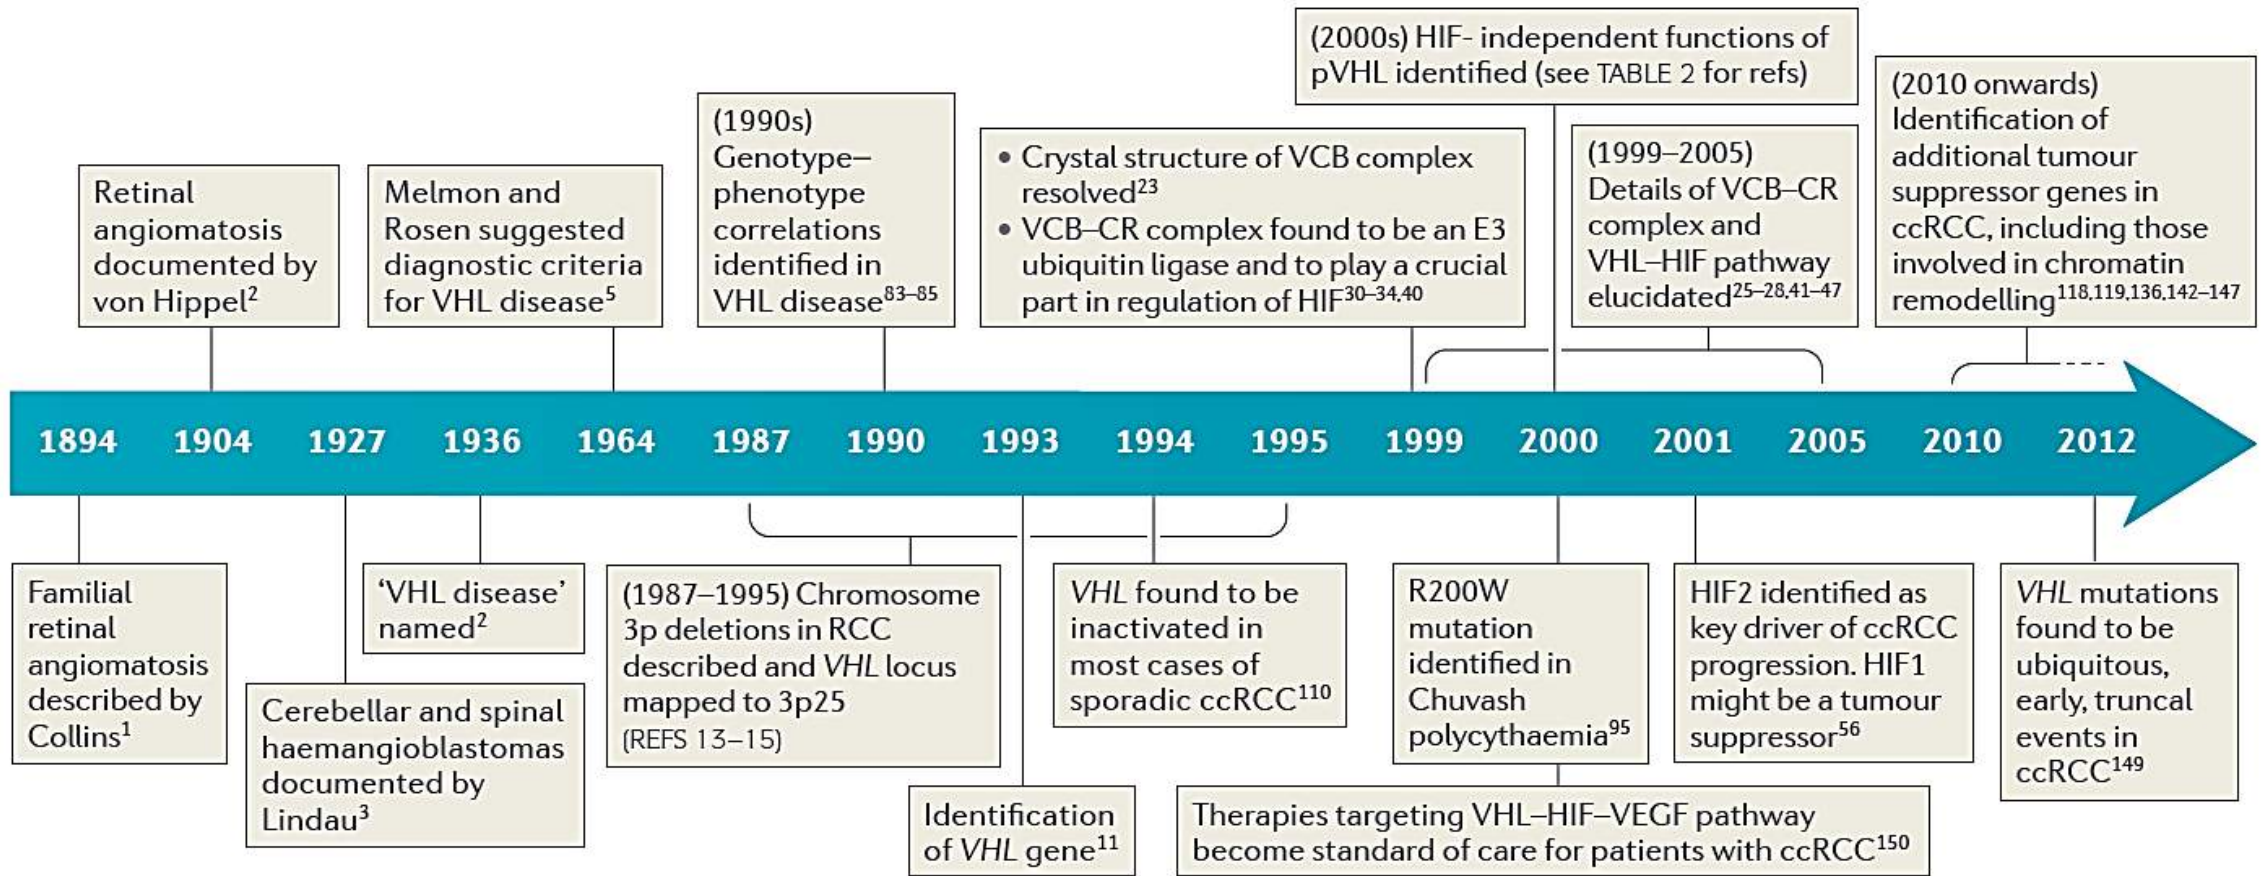 (2000s) HIF- independent functions of
pVHL identified (see TABLE 2 for refs)
(2010 onwards)
Identification of
additional tumour
suppressor genes in
ccRCC, including those
involved in chromatin
remodelling118,119,136,142–147
(1990s)
Genotype–
phenotype
correlations
identified in
VHL disease83–85
• Crystal structure of VCB complex
resolved23
• VCB–CR complex found to be an E3
ubiquitin ligase and to play a crucial
part in regulation of HIF30–34,40
(1999–2005)
Details of VCB–CR
complex and
VHL–HIF pathway
elucidated25–28,41–47
Retinal
angiomatosis
documented by
von Hippel2
Melmon and
Rosen suggested
diagnostic criteria
for VHL disease5
1894 1904 1927 1936 1964 1987 1990 1993 1994 1995 1999 2000 2001 2005 2010 2012
Familial
retinal
angiomatosis
described by
Collins1
Cerebellar and spinal
haemangioblastomas
documented by
Lindau3
‘VHL disease’
named2
(1987–1995) Chromosome
3p deletions in RCC
described and VHL locus
mapped to 3p25
(REFS 13–15)
Identification
of VHL gene11
VHL found to be
inactivated in
most cases of
sporadic ccRCC110
R200W
mutation
identified in
Chuvash
polycythaemia95
Therapies targeting VHL–HIF–VEGF pathway
become standard of care for patients with ccRCC150
HIF2 identified as
key driver of ccRCC
progression. HIF1
might be a tumour
suppressor56
VHL mutations
found to be
ubiquitous,
early, truncal
events in
ccRCC149